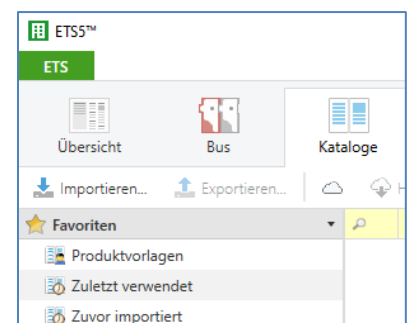 ETS5™
ETS
Übersicht Bus Kataloge
Importieren... Exportieren... H
Favoriten
Produktvorlagen
Zuletzt verwendet
Zuvor importiert